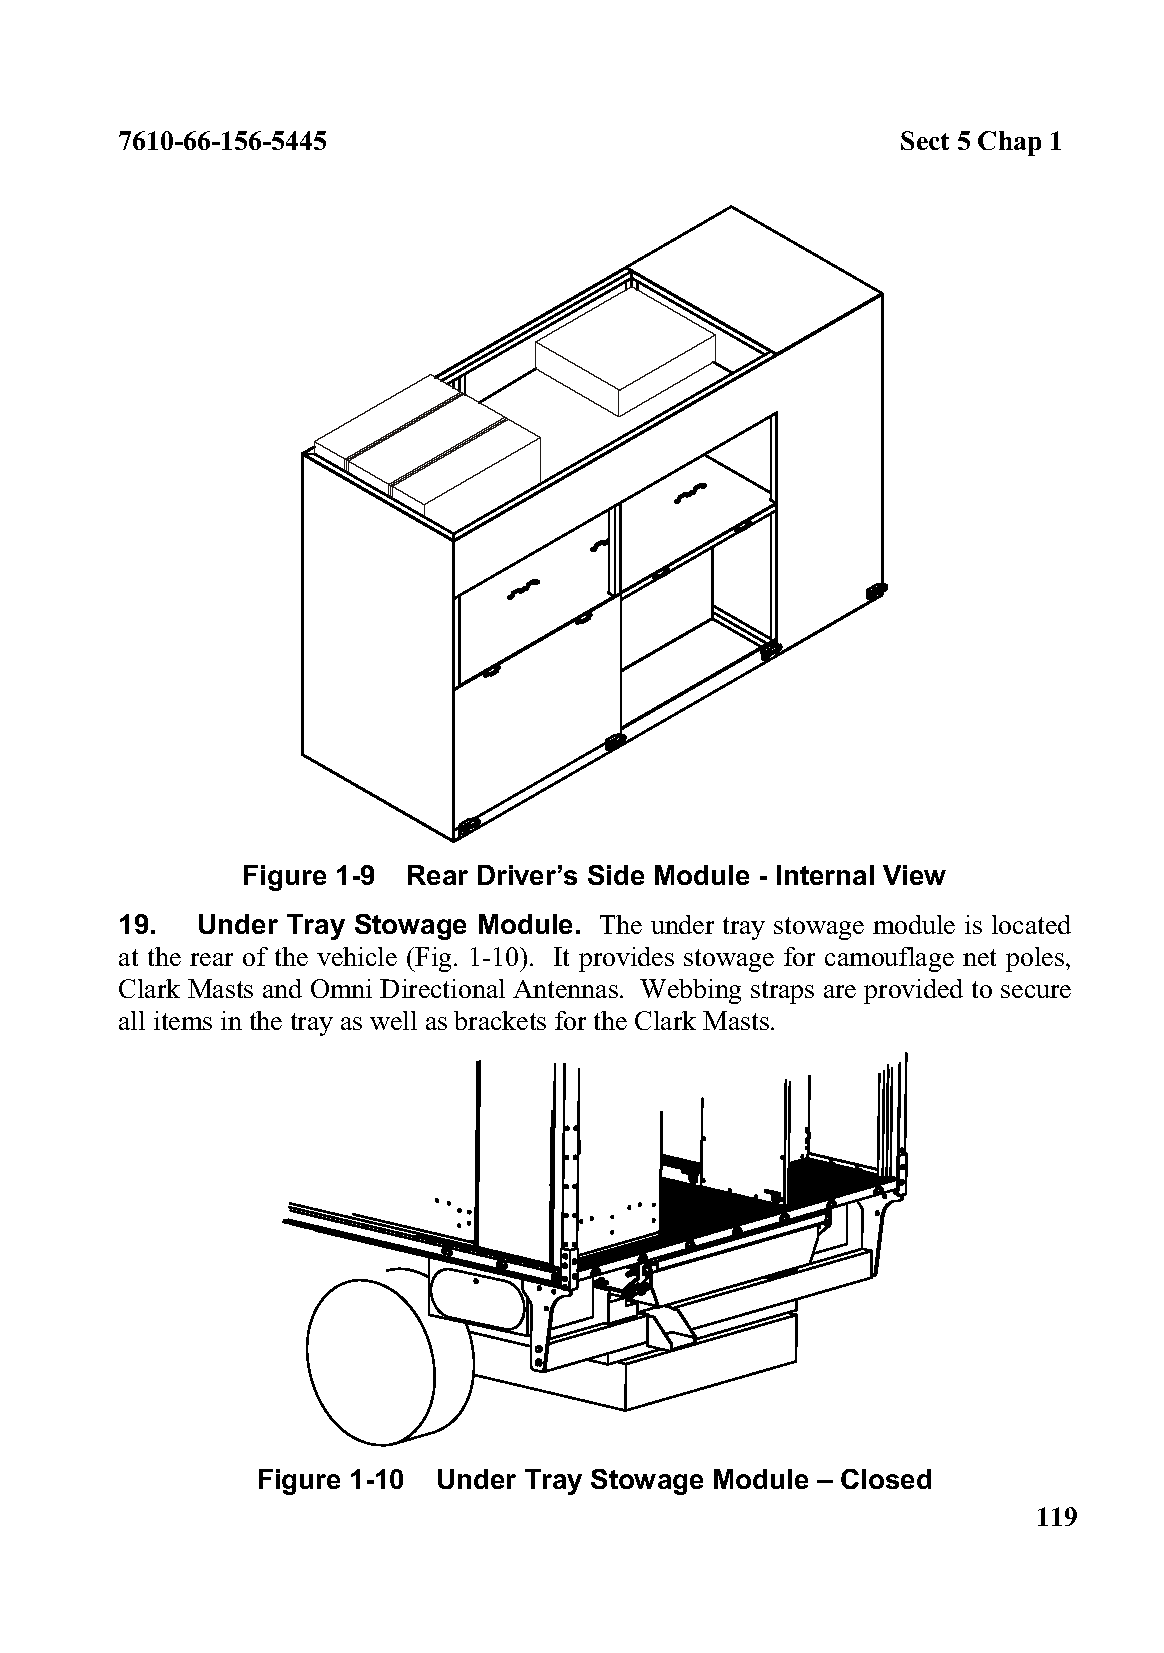 7610-66-156-5445 Sect 5 Chap 1
Figure 1-9 Rear Driver’s Side Module - Internal View
19. Under Tray Stowage Module. The under tray stowage module is located
at the rear of the vehicle (Fig. 1-10). It provides stowage for camouflage net poles,
Clark Masts and Omni Directional Antennas. Webbing straps are provided to secure
all items in the tray as well as brackets for the Clark Masts.
Figure 1-10 Under Tray Stowage Module – Closed
119